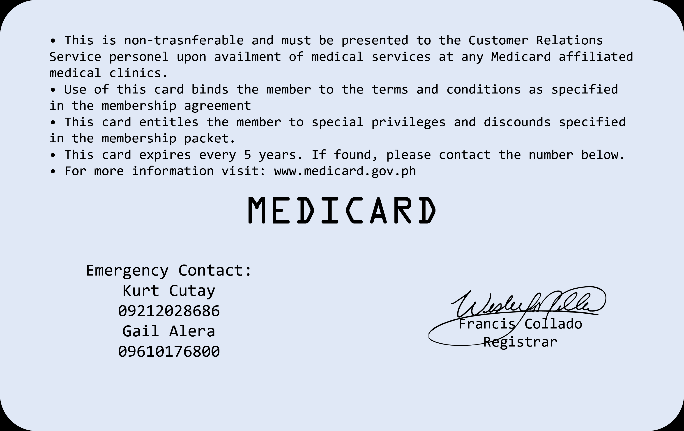 • This is non-trasnferable and must be presented to the Customer Relations
Service personel upon availment of medical services at any Medicard affiliated
medical clinics.
• Use of this card binds the member to the terms and conditions as specified
in the membership agreement
• This card entitles the member to special privileges and discounds specified
in the membership packet.
• This card expires every 5 years. If found, please contact the number below.
• For more information visit: www.medicard.gov.ph
MEDICARD
Emergency Contact:
Kurt Cutay
09212028686
Gail Alera
09610176800
Francis Collado
Registrar